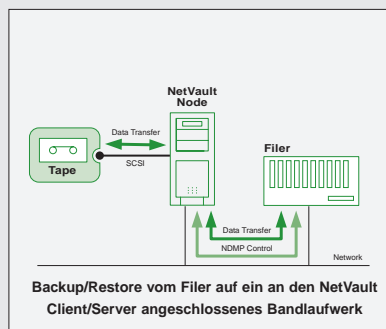 NetVault
Node
Data Transfer
SCSI
Tape
Filer
Data Transfer
NDMP Control
Network
Backup/Restore vom Filer auf ein an den NetVault
Client/Server angeschlossenes Bandlaufwerk